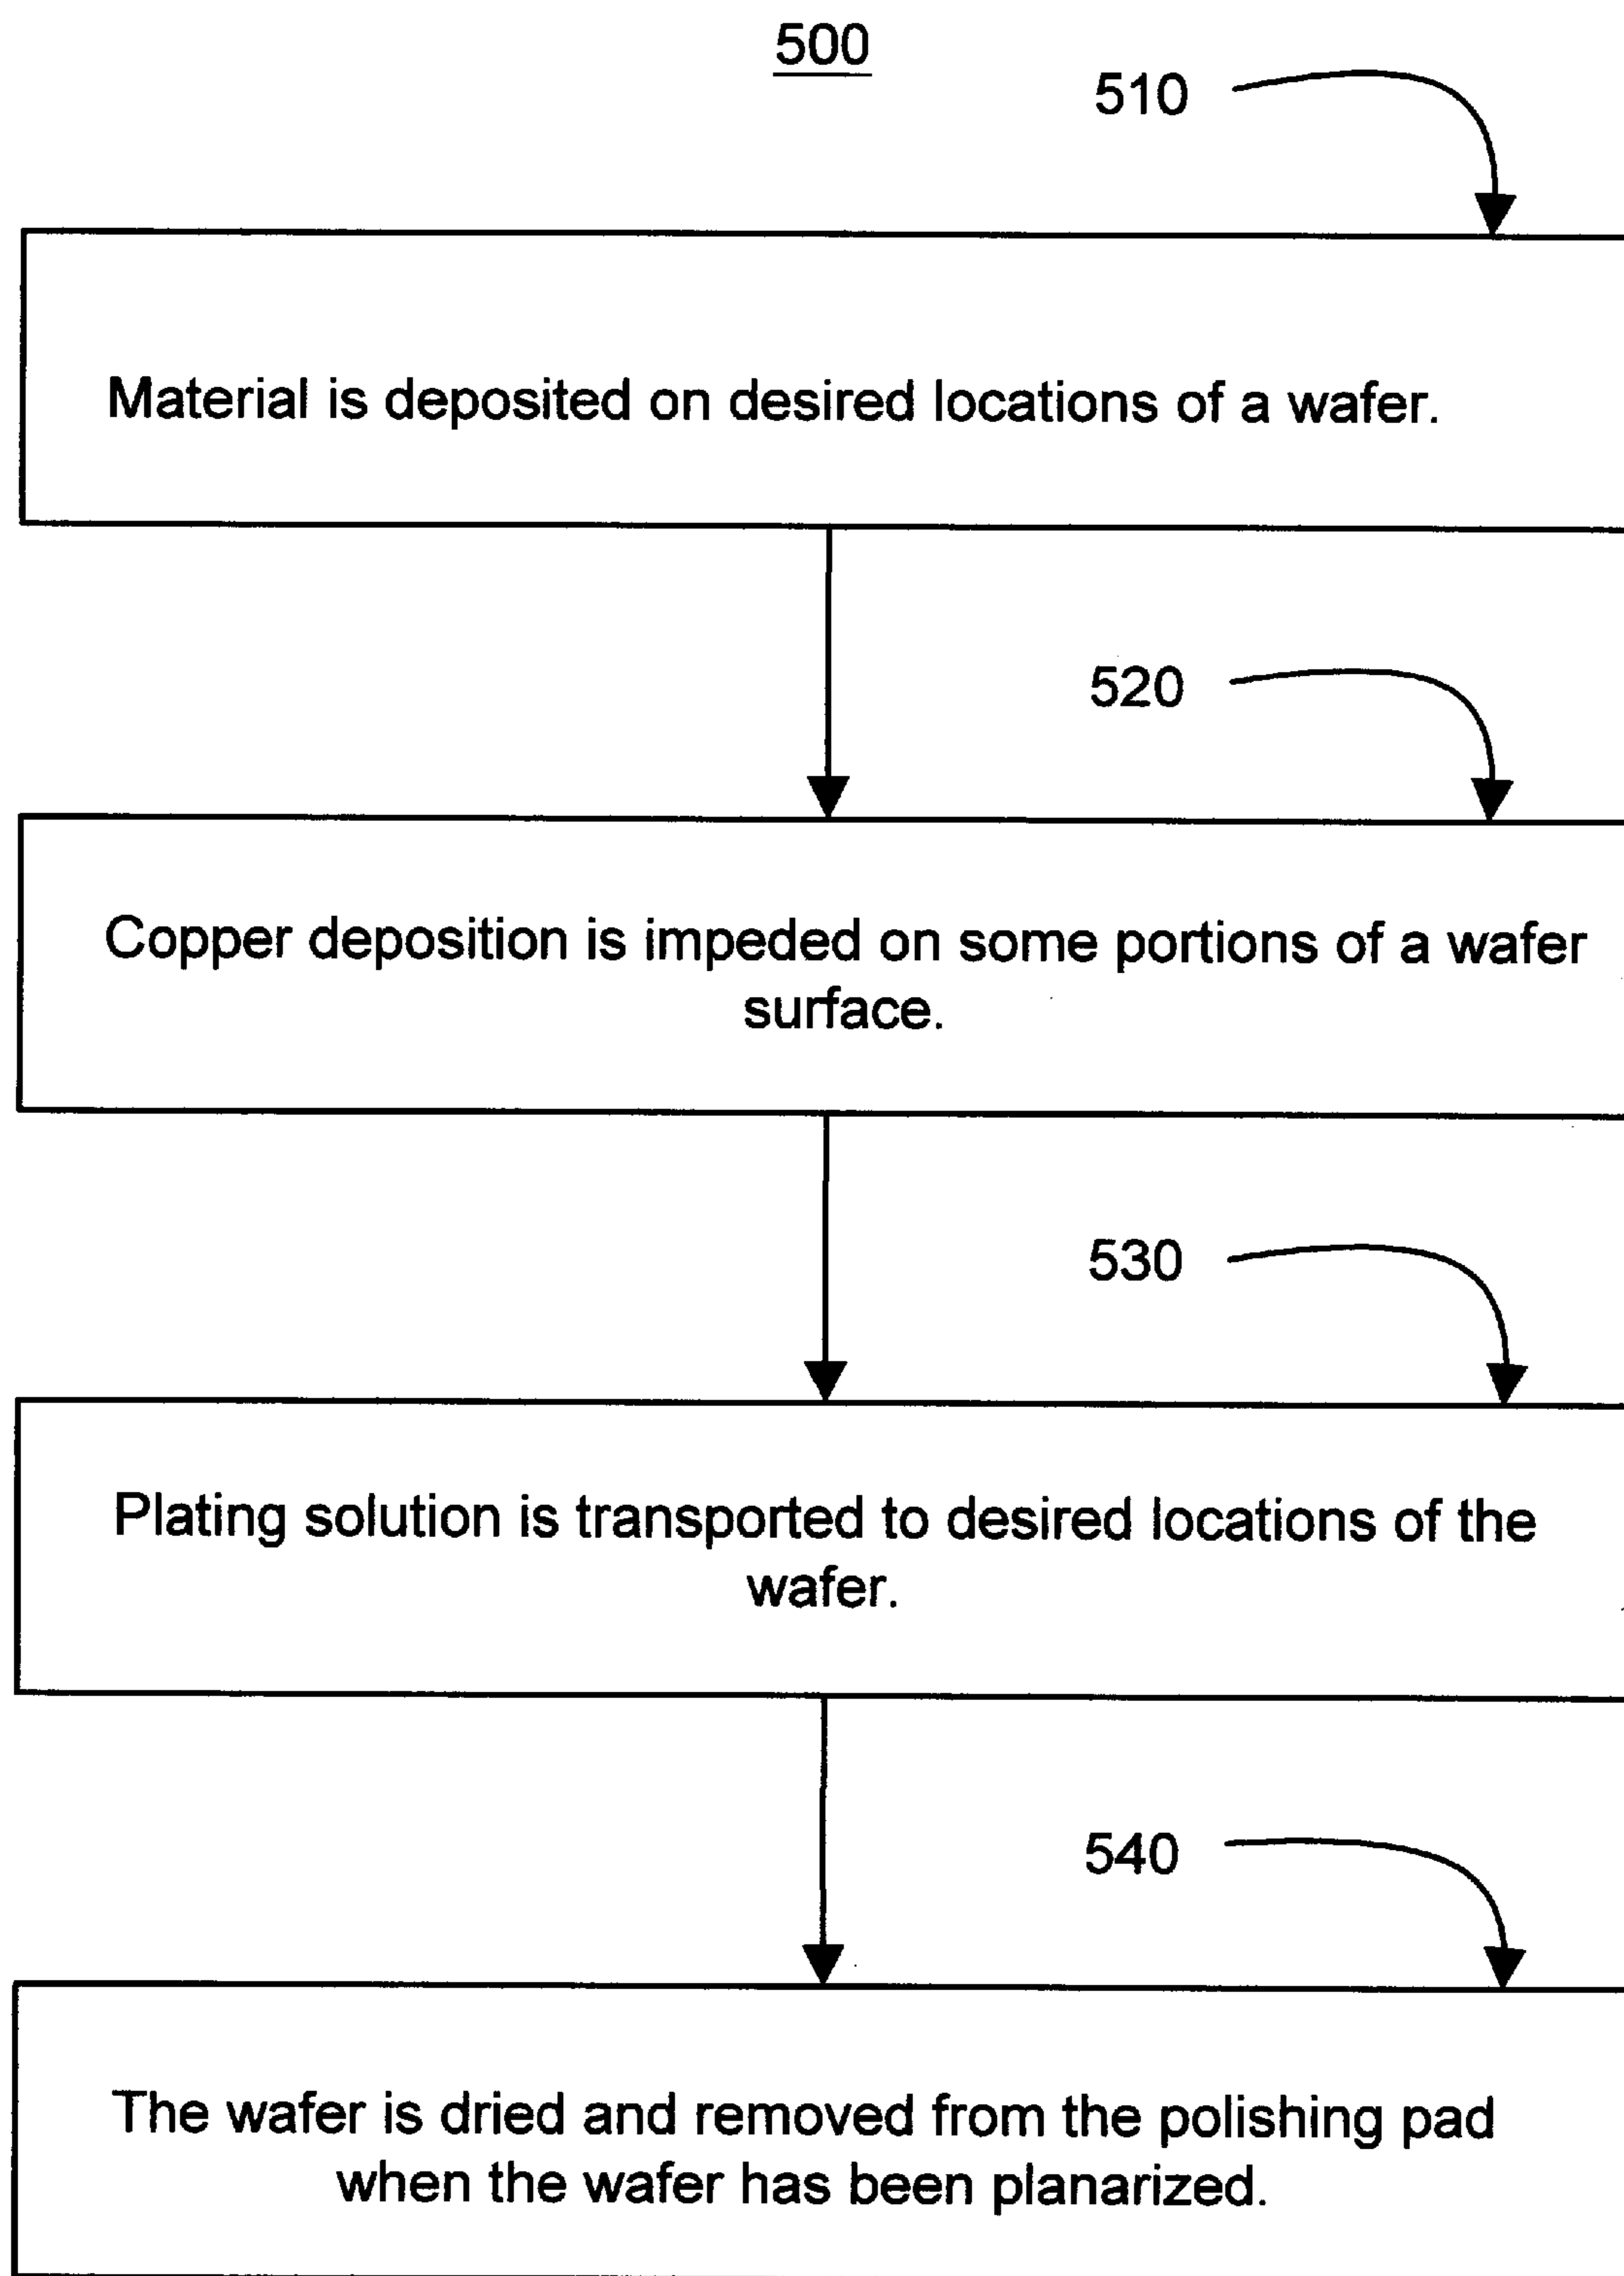 500
510
Material is deposited on desired locations of a wafer.
520
Copper deposition is impeded on some portions of a wafer
surface.
530
Plating solution is transported to desired locations of the
wafer.
540
The wafer is dried and removed from the polishing pad
when the wafer has been planarized.